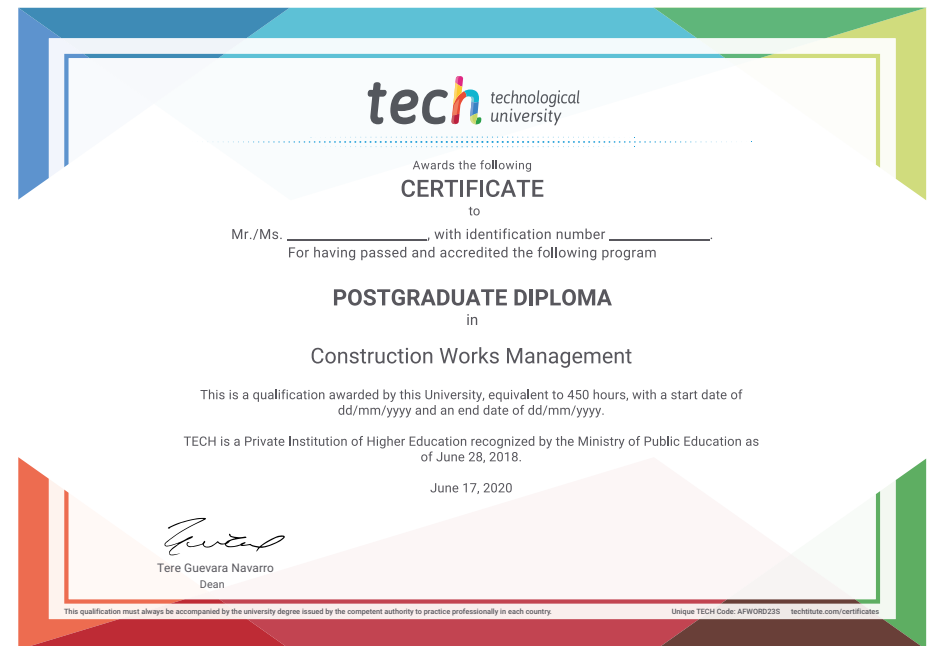 tech technological
university
Awards the following
CERTIFICATE
to
Mr./Ms. ____________________, with identification number ______________.
For having passed and accredited the following program
POSTGRADUATE DIPLOMA
in
Construction Works Management
This is a qualification awarded by this University, equivalent to 450 hours, with a start date of
dd/mm/yyyy and an end date of dd/mm/yyyy.
TECH is a Private Institution of Higher Education recognized by the Ministry of Public Education as
of June 28, 2018.
June 17, 2020
Tere Guevara Navarro
Dean
This qualification must always be accompanied by the university degree issued by the competent authority to practice professionally in each country. Unique TECH Code: AFWORD23S techtitute.com/certificates